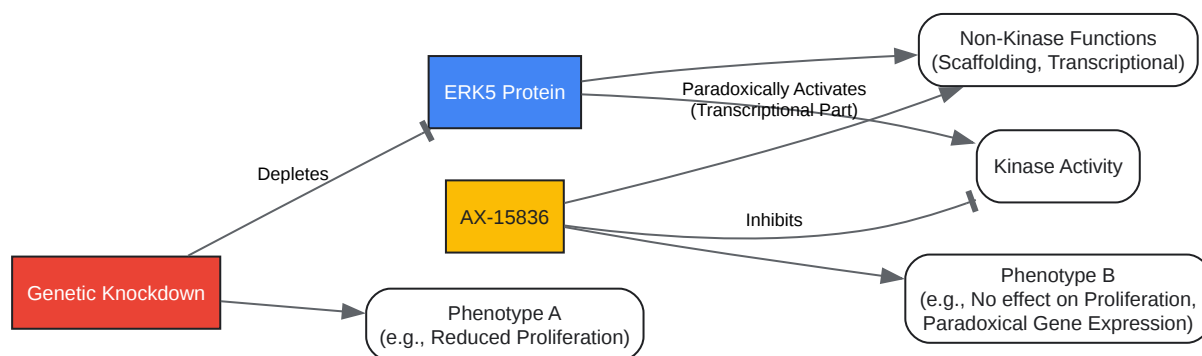 Non-Kinase Functions
(Scaffolding, Transcriptional)
ERK5 Protein
Paradoxically Activates
(Transcriptional Part)
Kinase Activity
Depletes
AX-15836
Inhibits
Genetic Knockdown
Phenotype A
(e.g., Reduced Proliferation)
Phenotype B
(e.g., No effect on Proliferation,
Paradoxical Gene Expression)